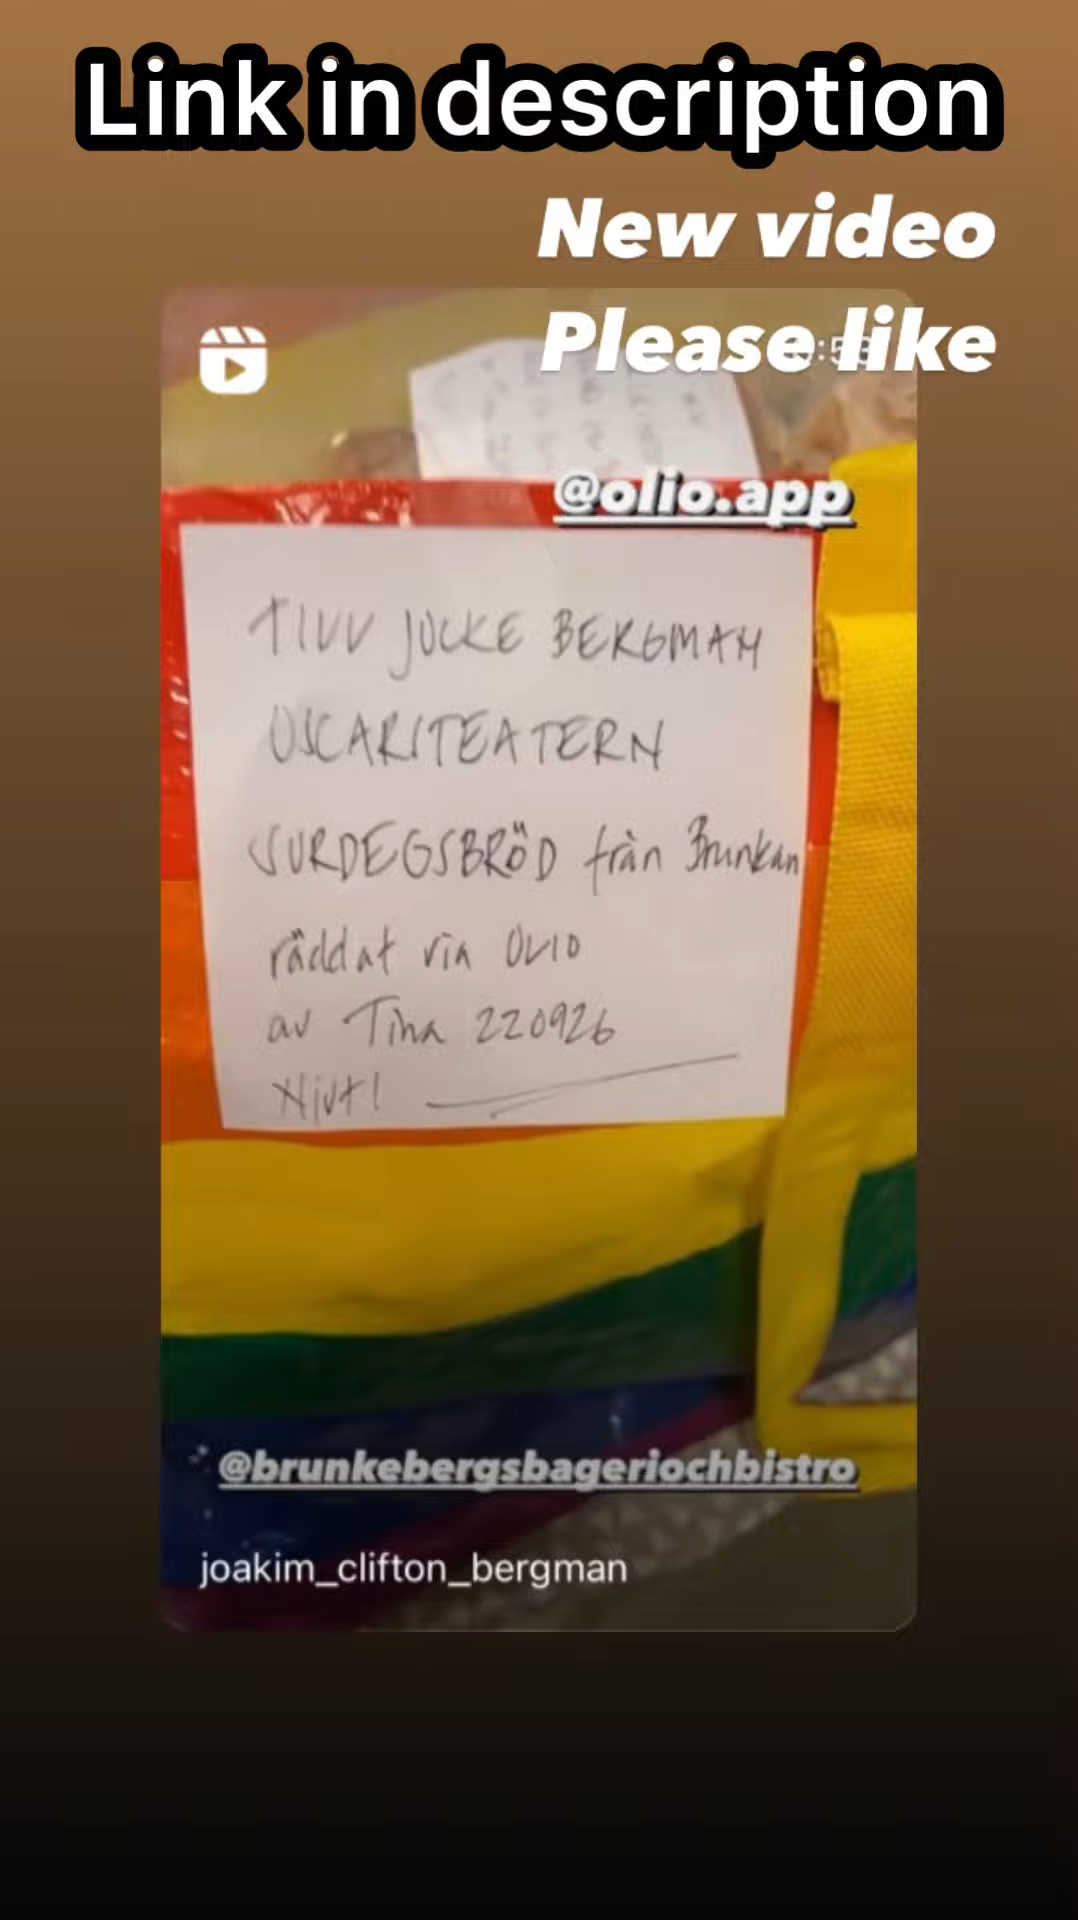 Link in description
New video
Please like
@olio.app
TILL JOCKE BERGMAN
OSCARSTEATERN
SURDEGSBRÖD från Brunkan
räddat via OLIO
av Tina 220926
Njut!
@brunkebergsbageriochbistro
joakim_clifton_bergman